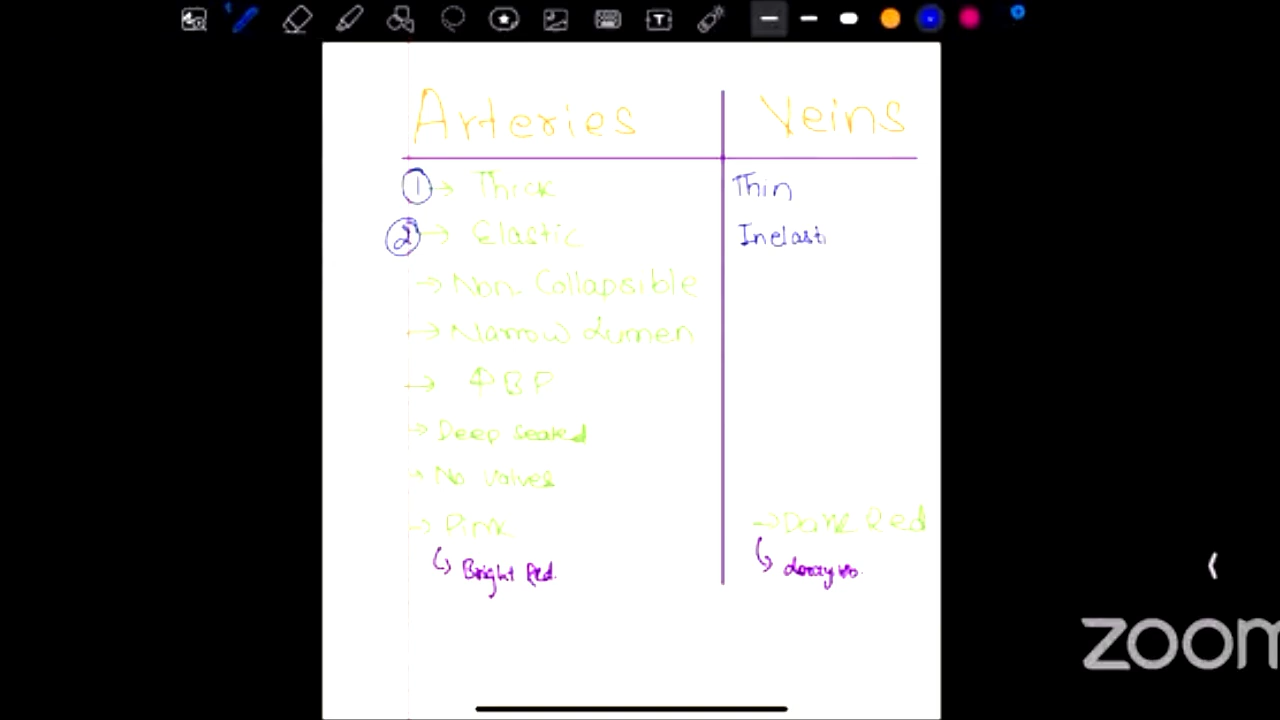 Arteries Veins
① → Thick Thin
② → Elastic Inelasti
→ Non-Collapsible
→ Narrow Lumen
→ ↑ BP
→ Deep Seated
→ No Valves
→ Pink → Dark Red
Bright Red.
zoom